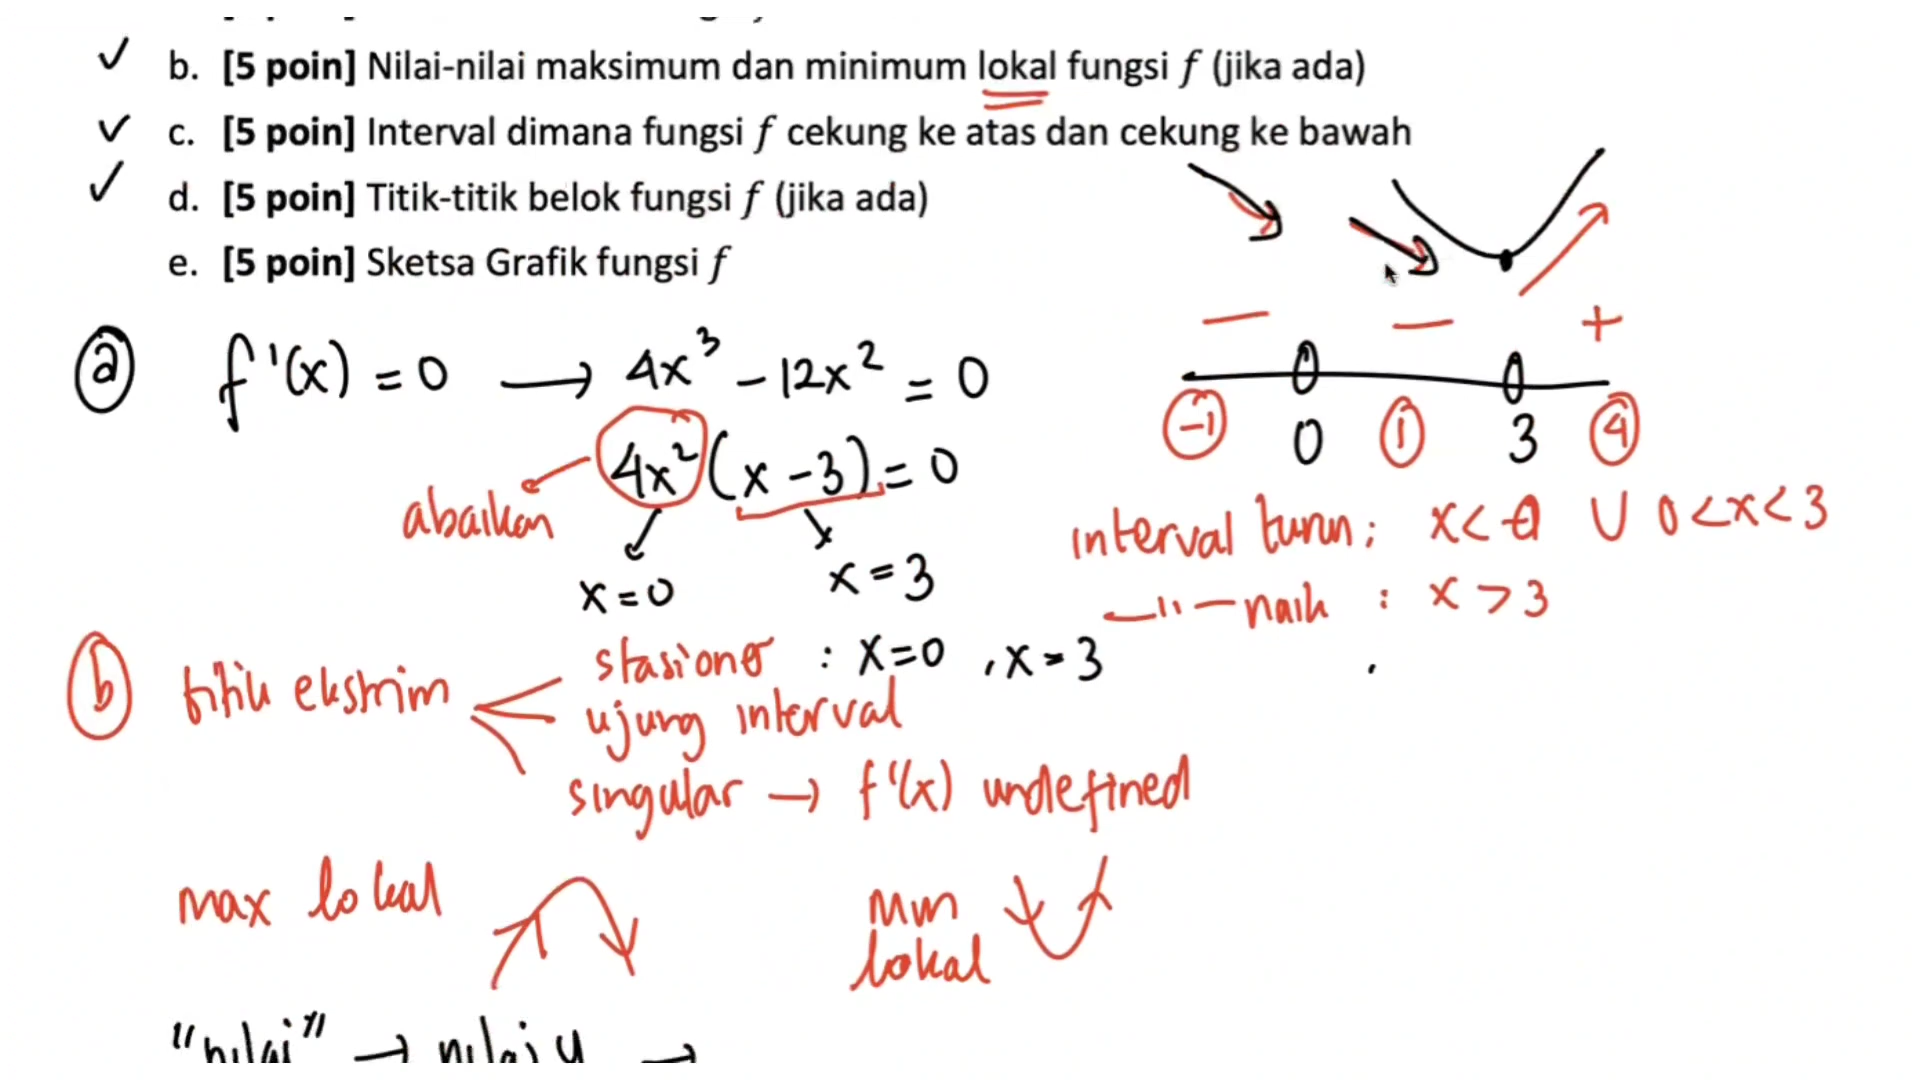 b. [5 poin] Nilai-nilai maksimum dan minimum lokal fungsi f (jika ada)
c. [5 poin] Interval dimana fungsi f cekung ke atas dan cekung ke bawah
d. [5 poin] Titik-titik belok fungsi f (jika ada)
e. [5 poin] Sketsa Grafik fungsi f
− − +
-1 0 1 3 4
a f'(x) = 0 → 4x³ − 12x² = 0
4x² (x − 3) = 0
abaikan
x = 0 x = 3
interval turun : x < 0 ∪ 0 < x < 3
—"— naik : x > 3
b titik ekstrim
stasioner : x=0 , x=3
ujung interval
singular → f'(x) undefined
max lokal
min lokal
"nilai" → nilai y →